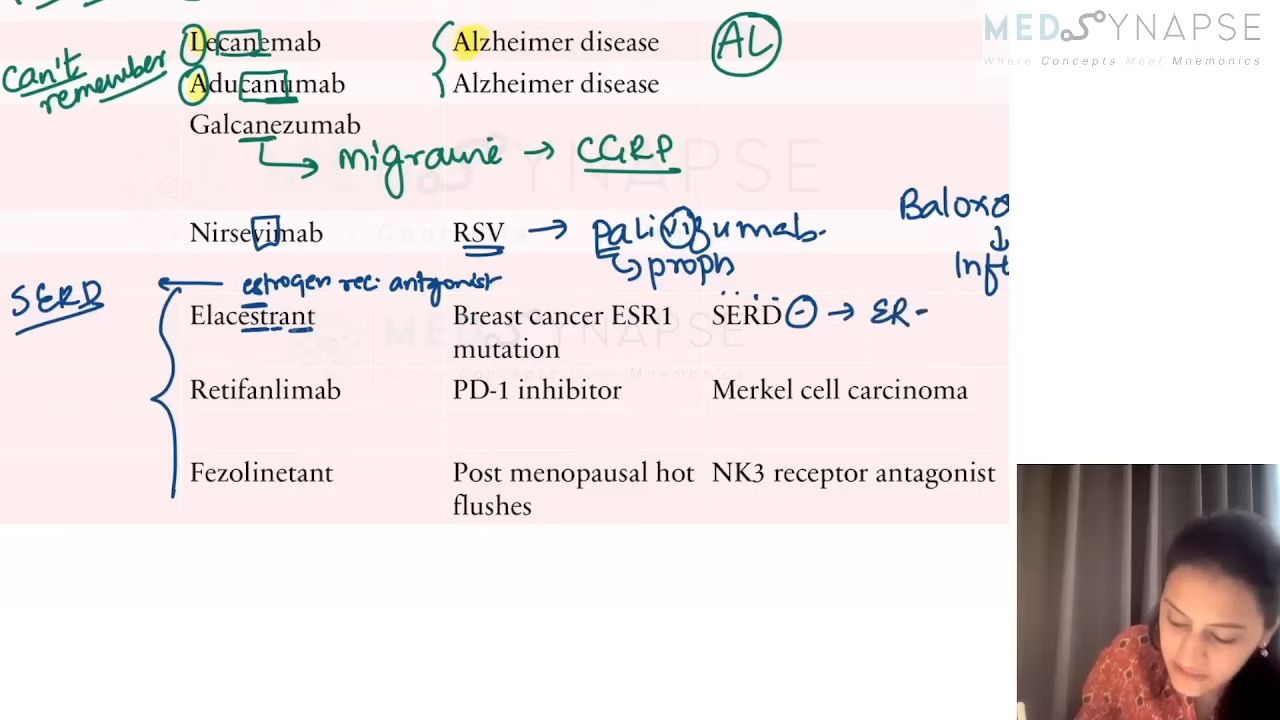 MEDSYNAPSE
Where Concepts Meet Mnemonics
can't remember
Lecanemab Alzheimer disease AL
Aducanumab Alzheimer disease
Galcanezumab
migraine → CGRP
Nirsevimab RSV → palivizumab. Baloxo
proph Infl
SERD ← estrogen rec. antgonist
Elacestrant Breast cancer ESR1 SERD - → ER -
mutation
Retifanlimab PD-1 inhibitor Merkel cell carcinoma
Fezolinetant Post menopausal hot NK3 receptor antagonist
flushes